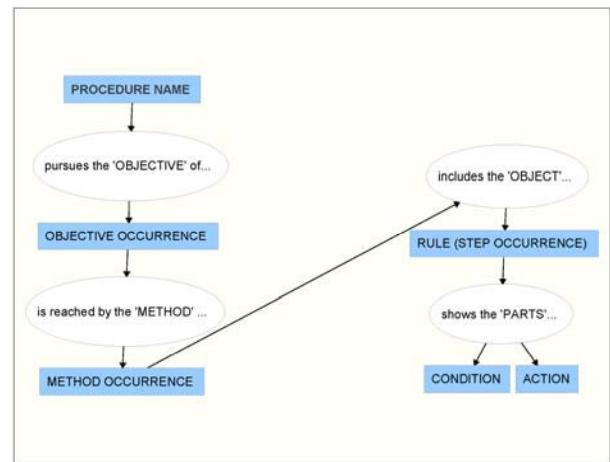 PROCEDURE NAME
pursues the 'OBJECTIVE' of...
OBJECTIVE OCCURRENCE
is reached by the 'METHOD' ...
METHOD OCCURRENCE
includes the 'OBJECT'...
RULE (STEP OCCURRENCE)
shows the 'PARTS'...
CONDITION
ACTION